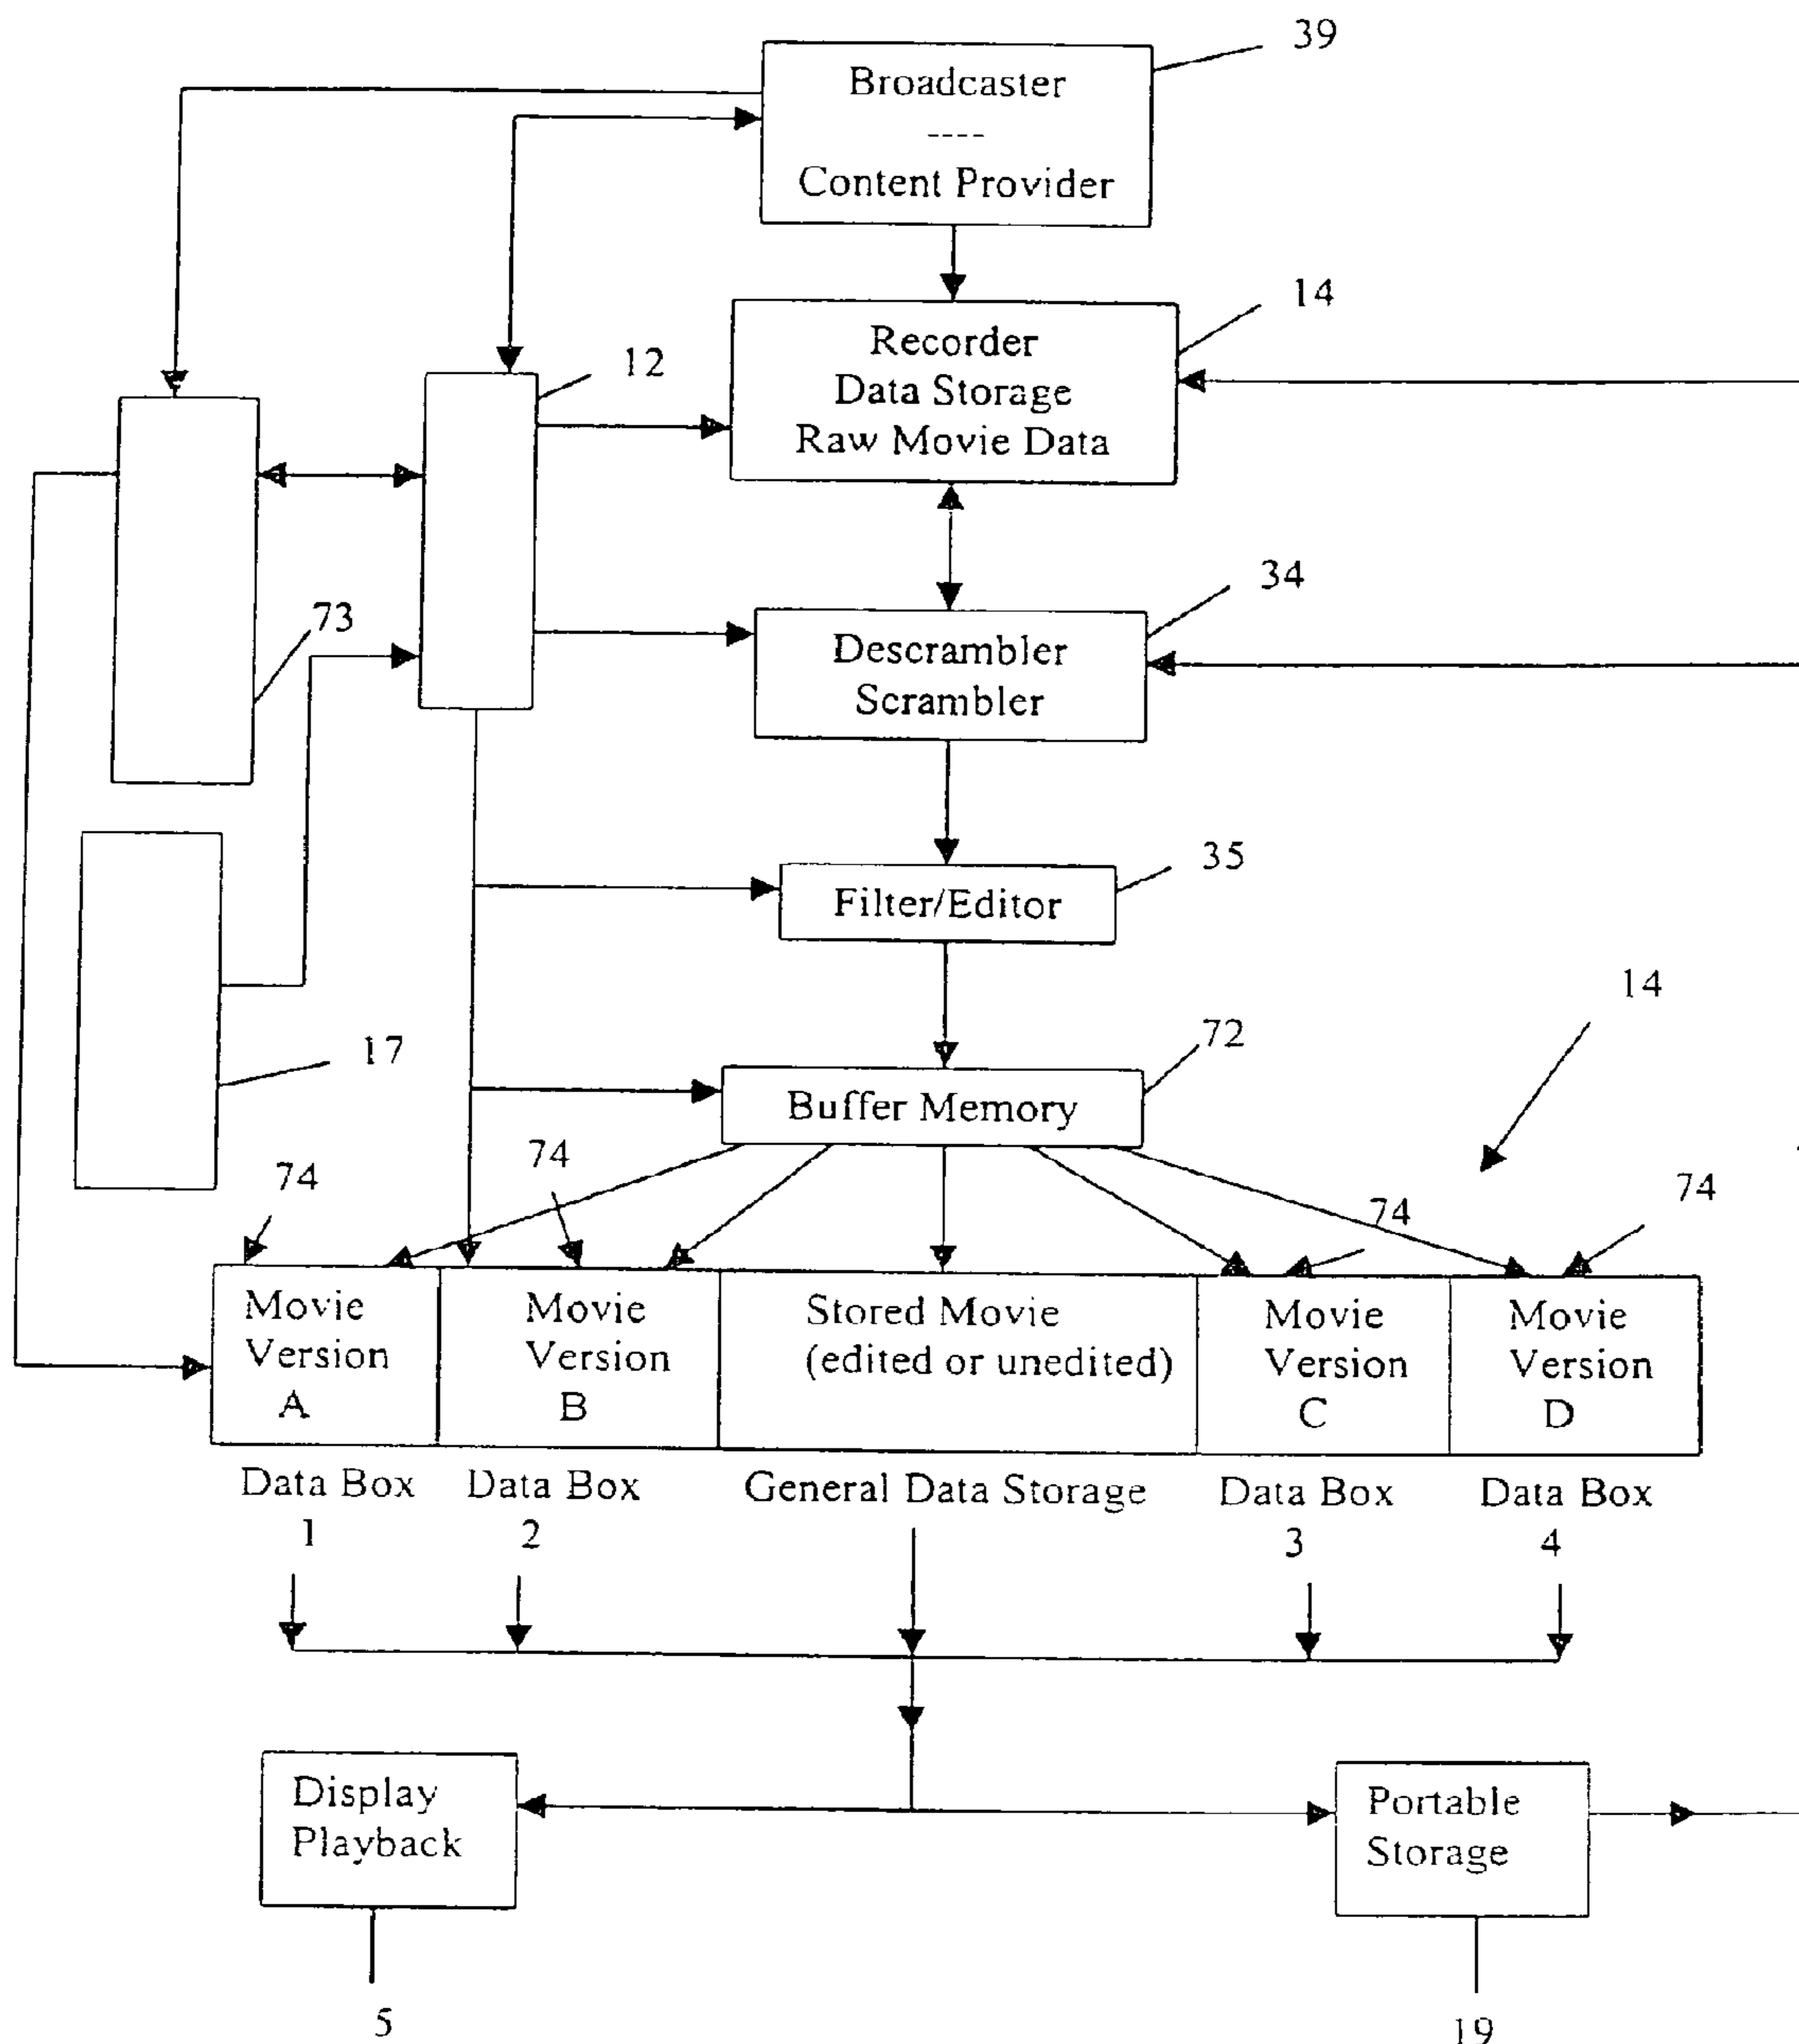 39
Broadcaster
----
Content Provider
14
Recorder
Data Storage
Raw Movie Data
12
34
Descrambler
Scrambler
73
35
Filter/Editor
14
17
72
Buffer Memory
74
74
74
74
Movie
Version
A
Movie
Version
B
Stored Movie
(edited or unedited)
Movie
Version
C
Movie
Version
D
Data Box
1
Data Box
2
General Data Storage
Data Box
3
Data Box
4
Display
Playback
Portable
Storage
5
19